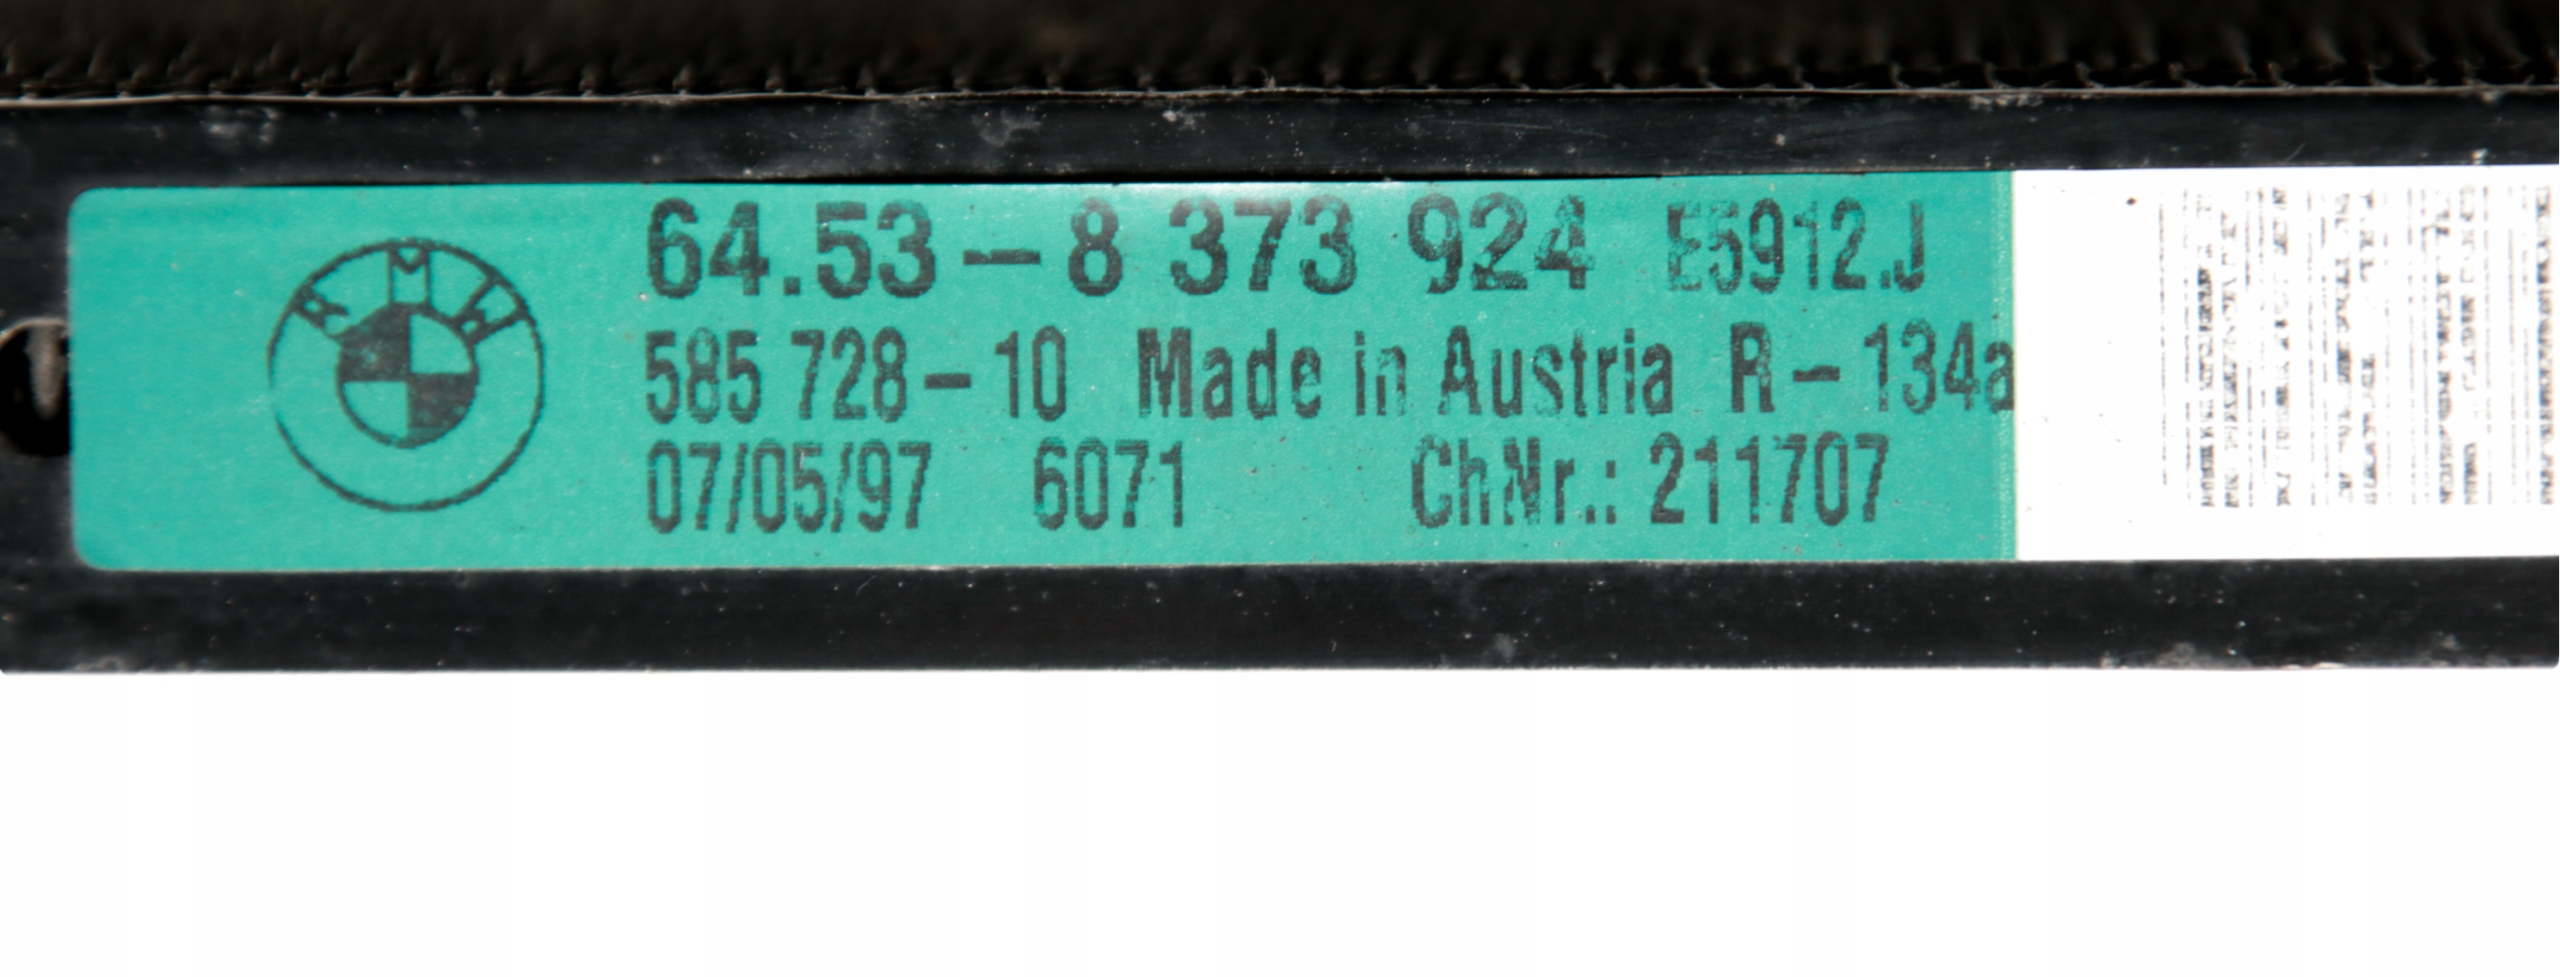 BMW
64.53-8 373 924 E5912.J
585 728-10 Made in Austria R-134a
07/05/97 6071 ChNr.: 211707